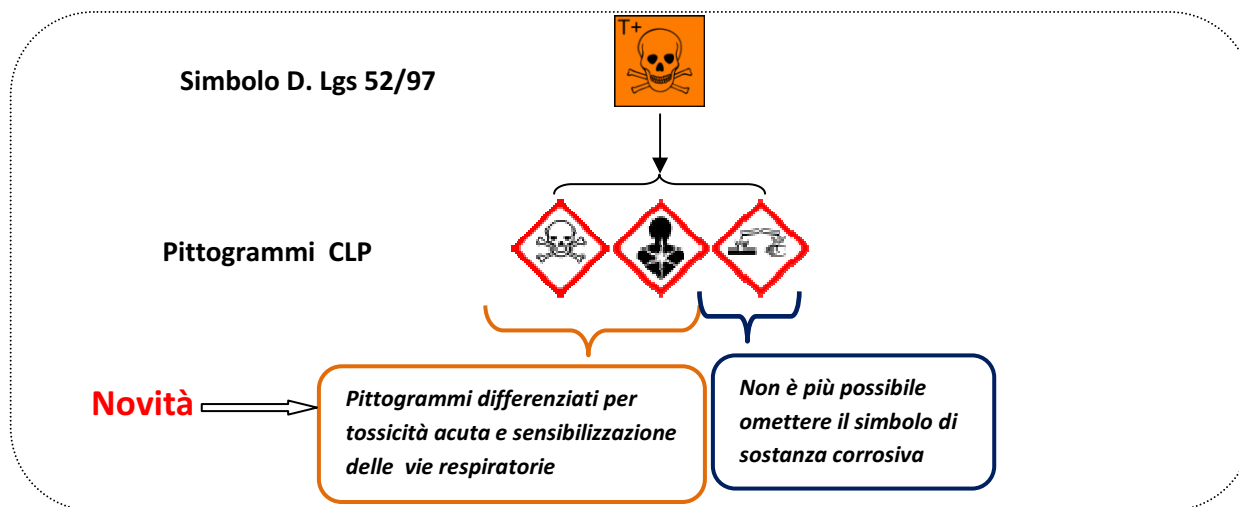 T+
Simbolo D. Lgs 52/97
Pittogrammi CLP
Novità
Pittogrammi differenziati per
tossicità acuta e sensibilizzazione
delle vie respiratorie
Non è più possibile
omettere il simbolo di
sostanza corrosiva